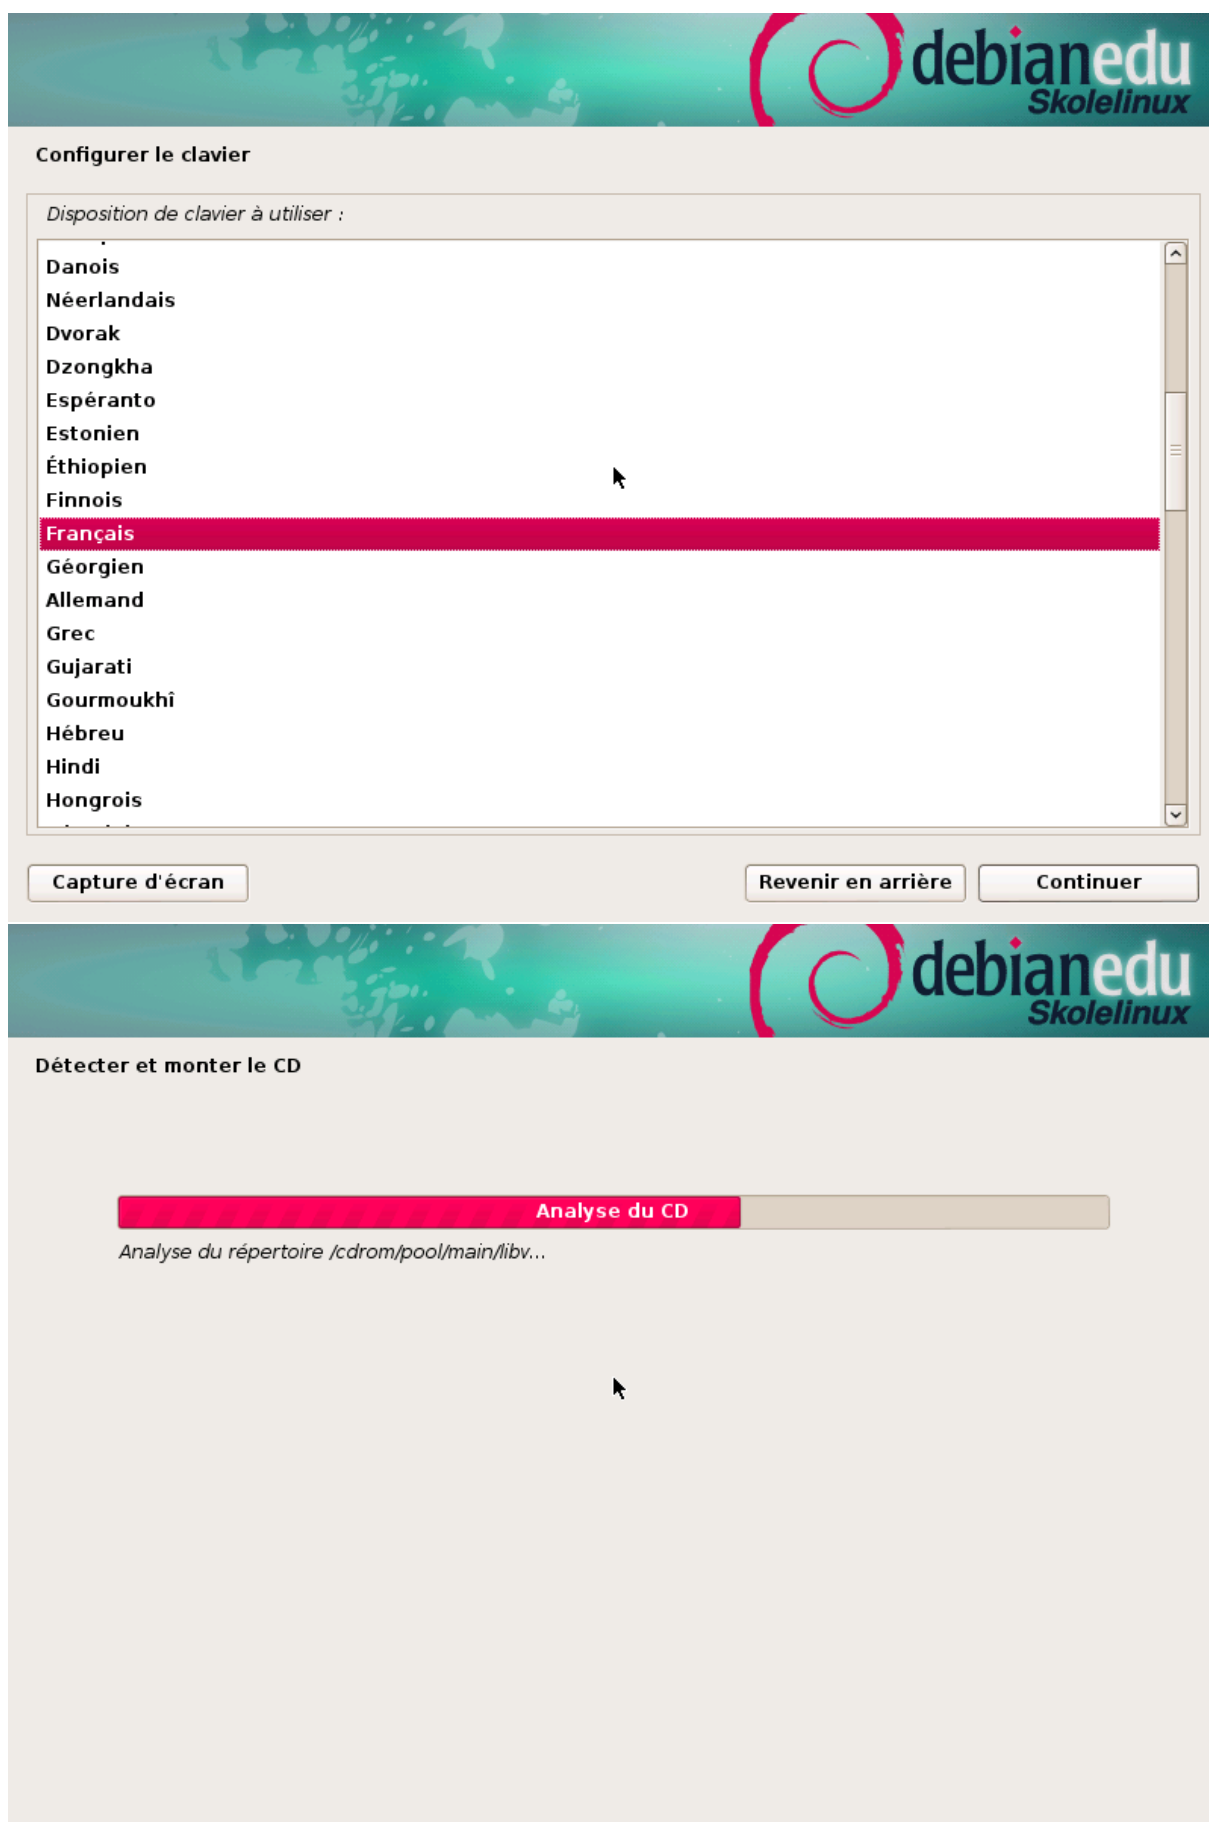 debianedu
Skolelinux
Configurer le clavier
Disposition de clavier à utiliser :
Danois
Néerlandais
Dvorak
Dzongkha
Espéranto
Estonien
Éthiopien
Finnois
Français
Géorgien
Allemand
Grec
Gujarati
Gourmoukhî
Hébreu
Hindi
Hongrois
Capture d'écran
Revenir en arrière
Continuer
debianedu
Skolelinux
Détecter et monter le CD
Analyse du CD
Analyse du répertoire /cdrom/pool/main/libv...